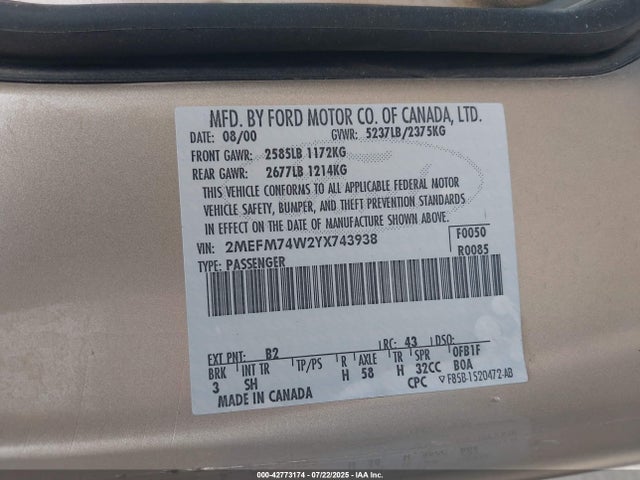 MFD. BY FORD MOTOR CO. OF CANADA, LTD.
DATE: 08/00 GVWR: 5237LB/2375KG
FRONT GAWR: 2585LB 1172KG
REAR GAWR: 2677LB 1214KG
THIS VEHICLE CONFORMS TO ALL APPLICABLE FEDERAL MOTOR
VEHICLE SAFETY, BUMPER, AND THEFT PREVENTION STANDARDS
IN EFFECT ON THE DATE OF MANUFACTURE SHOWN ABOVE.
VIN: 2MEFM74W2YX743938 F0050
TYPE: PASSENGER R0085
EXT PNT: B2 RC: 43 DSO:
BRK INT TR TP/PS R AXLE TR SPR 0FB1F
3 SH H 58 H 32CC BOA
MADE IN CANADA CPC F85B-1520472-AB
000-42773174 - 07/22/2025 - IAA Inc.